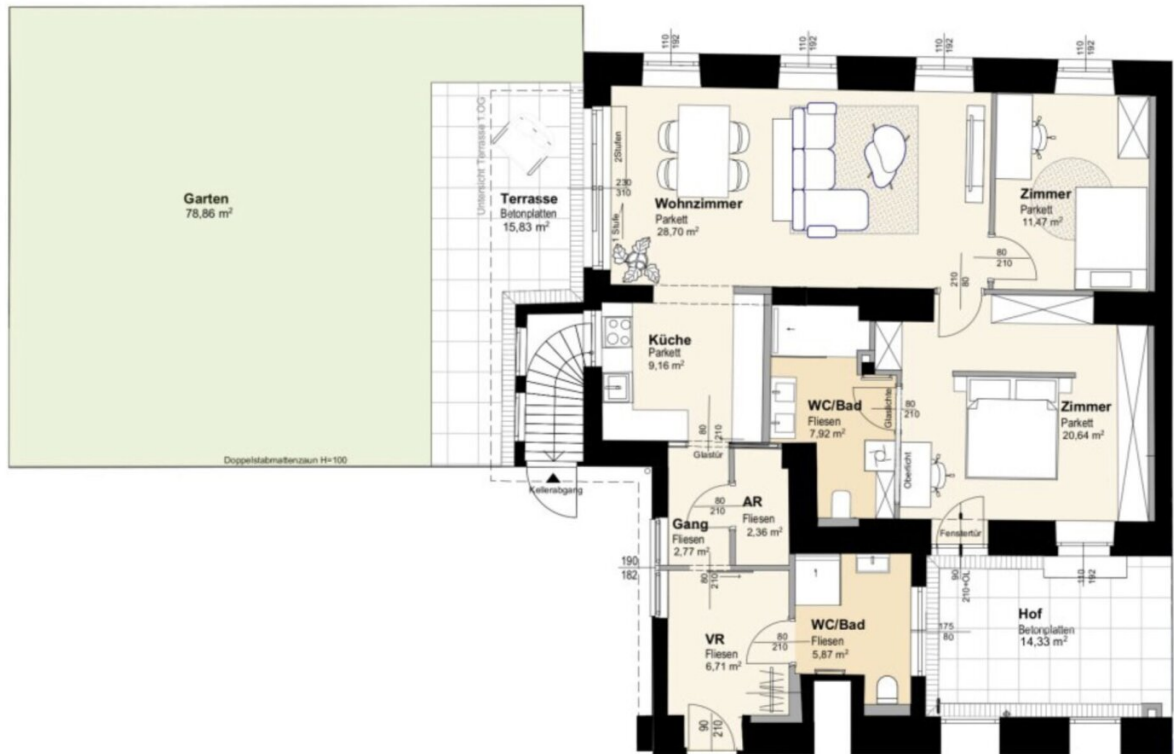 110
192
110
192
110
192
110
192
Garten
78,86 m²
Untersicht Terrasse 1.OG
Terrasse
Betonplatten
15,83 m²
2Stufen
230
310
1 Stufe
Wohnzimmer
Parkett
28,70 m²
Zimmer
Parkett
11,47 m²
80
210
210
80
Küche
Parkett
9,16 m²
WC/Bad
Fliesen
7,92 m²
Glaslichte
80
210
Zimmer
Parkett
20,64 m²
80
210
Glastür
Oberlicht
Doppelstabmattenzaun H=100
Kellerabgang
80
210
AR
Fliesen
2,36 m²
Gang
Fliesen
2,77 m²
Fenstertür
190
182
80
210
90
210+OL
110
192
Hof
Betonplatten
14,33 m²
VR
Fliesen
6,71 m²
80
210
WC/Bad
Fliesen
5,87 m²
175
80
90
210